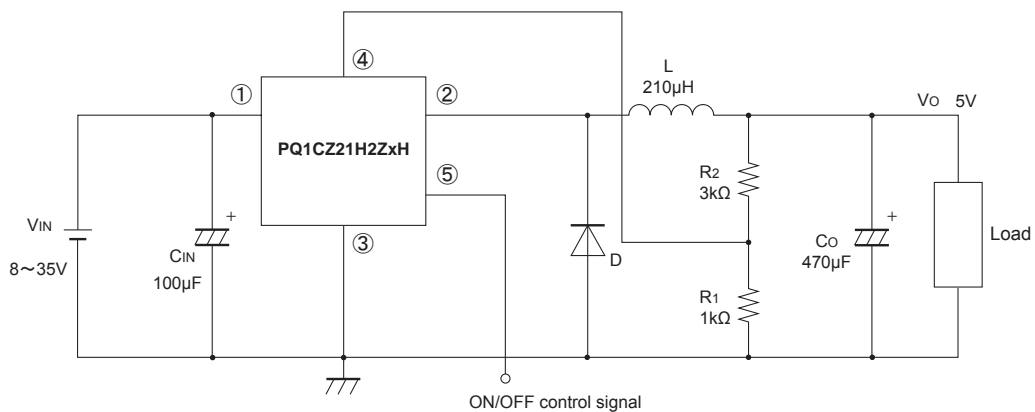 ④
L
210µH
①
②
VO 5V
PQ1CZ21H2ZxH
⑤
R2
3kΩ
VIN
8～35V
+
CIN
100µF
③
D
+
CO
470µF
Load
R1
1kΩ
ON/OFF control signal